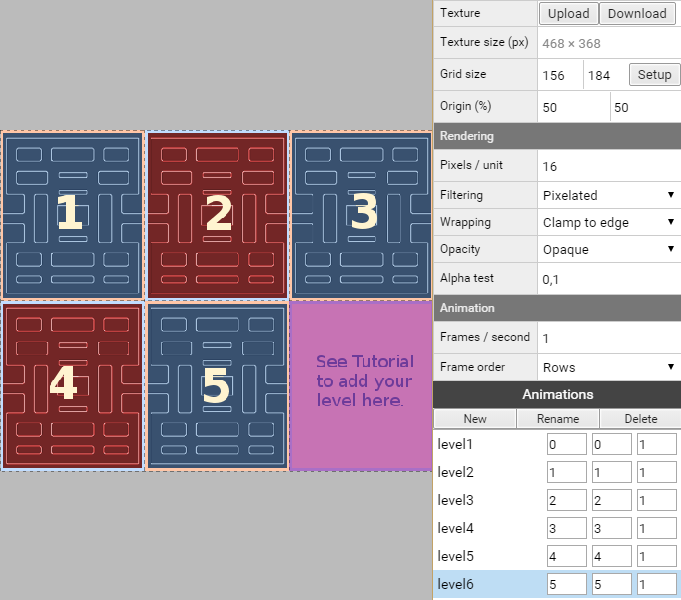 1
2
3
4
5
See Tutorial
to add your
level here.
Texture Upload Download
Texture size (px) 468 × 368
Grid size 156 184 Setup
Origin (%) 50 50
Rendering
Pixels / unit 16
Filtering Pixelated
Wrapping Clamp to edge
Opacity Opaque
Alpha test 0,1
Animation
Frames / second 1
Frame order Rows
Animations
New Rename Delete
level1 0 0 1
level2 1 1 1
level3 2 2 1
level4 3 3 1
level5 4 4 1
level6 5 5 1